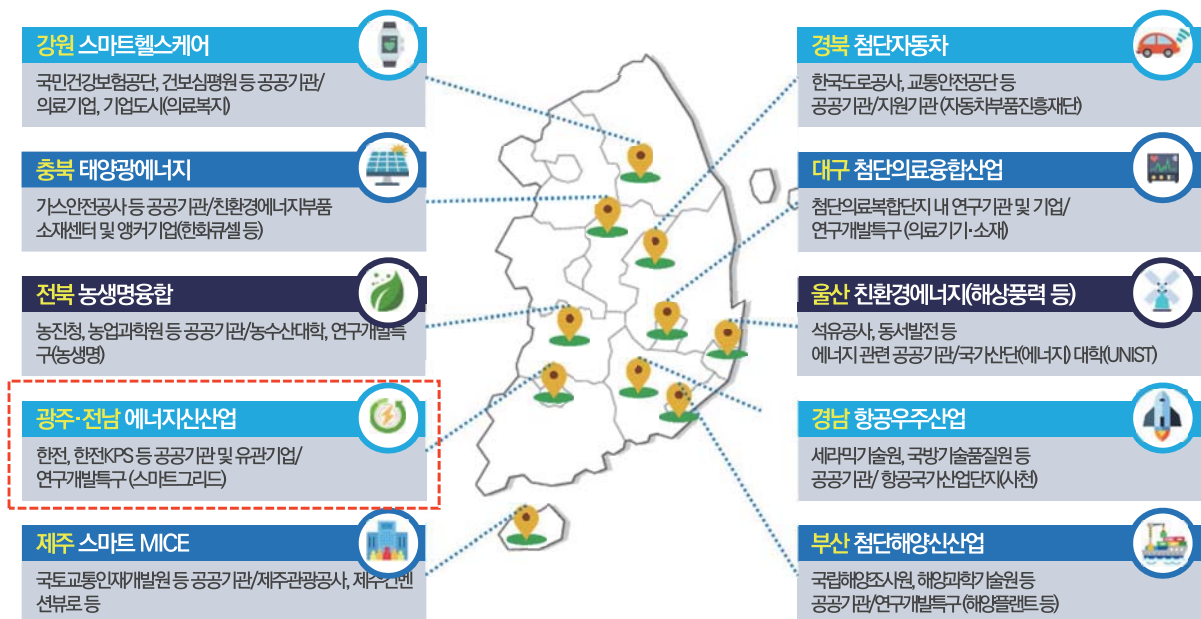 강원 스마트헬스케어
국민건강보험공단, 건보심평원 등 공공기관/
의료기업, 기업도시(의료복지)
충북 태양광에너지
가스안전공사 등 공공기관/친환경에너지부품
소재센터 및 앵커기업(한화큐셀 등)
전북 농생명융합
농진청, 농업과학원 등 공공기관/농수산대학, 연구개발특
구(농생명)
광주·전남 에너지신산업
한전, 한전KPS 등 공공기관 및 유관기업/
연구개발특구 (스마트그리드)
제주 스마트 MICE
국토교통인재개발원 등 공공기관/제주관광공사, 제주컨벤
션뷰로 등
경북 첨단자동차
한국도로공사, 교통안전공단 등
공공기관/지원기관 (자동차부품진흥재단)
대구 첨단의료융합산업
첨단의료복합단지 내 연구기관 및 기업/
연구개발특구 (의료기기·소재)
울산 친환경에너지(해상풍력 등)
석유공사, 동서발전 등
에너지 관련 공공기관/국가산단(에너지) 대학(UNIST)
경남 항공우주산업
세라믹기술원, 국방기술품질원 등
공공기관/ 항공국가산업단지(사천)
부산 첨단해양신산업
국립해양조사원, 해양과학기술원 등
공공기관/연구개발특구 (해양플랜트 등)